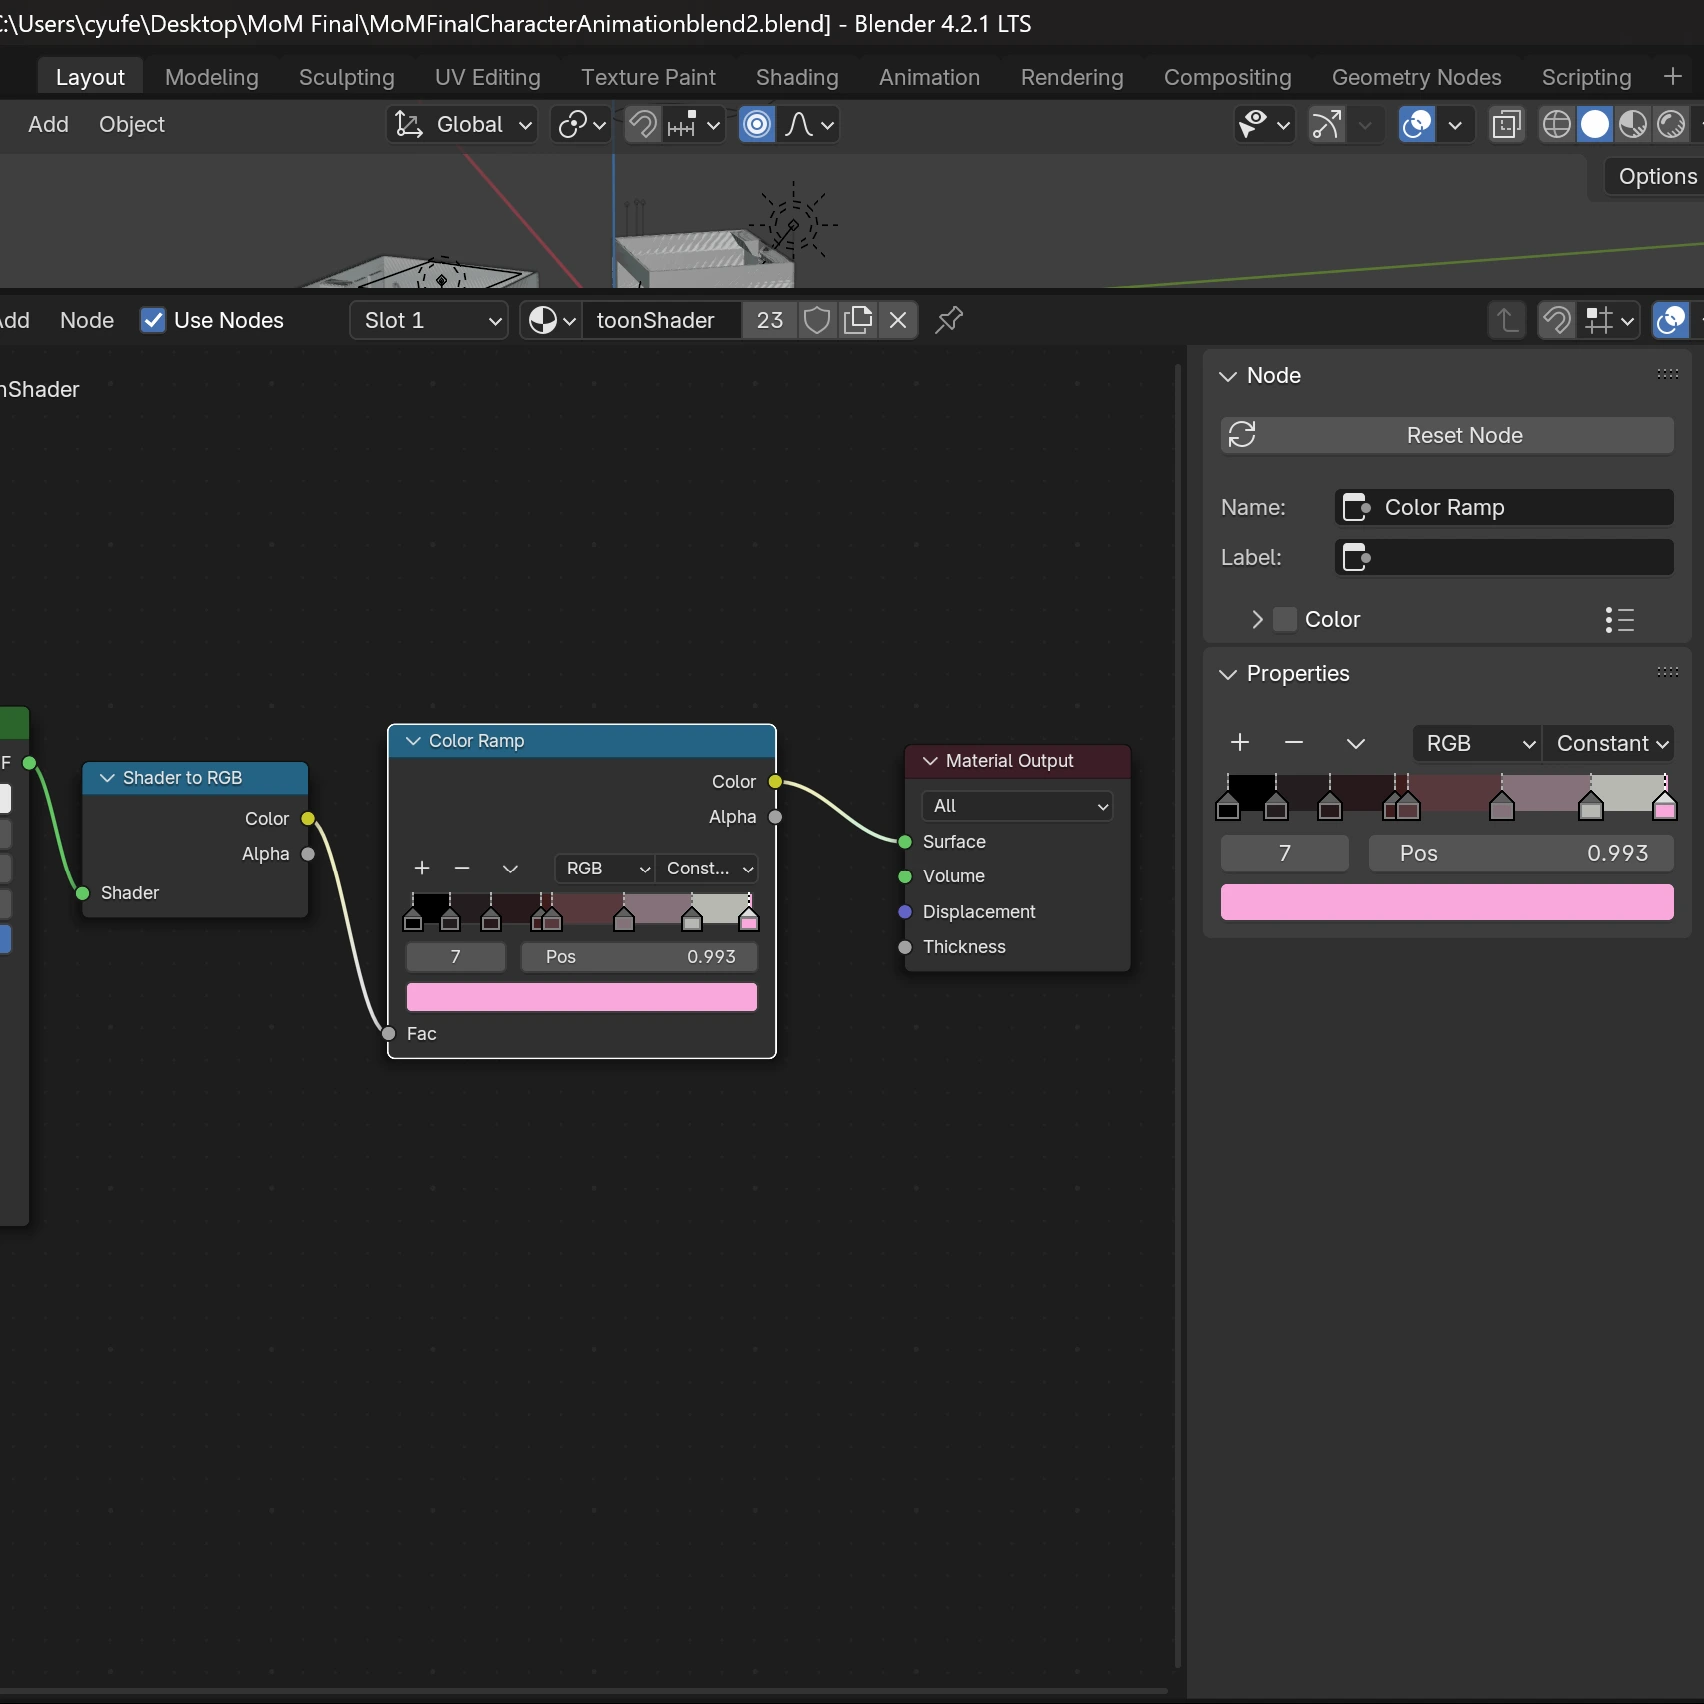 :\Users\cyufe\Desktop\MoM Final\MoMFinalCharacterAnimationblend2.blend] - Blender 4.2.1 LTS
Layout Modeling Sculpting UV Editing Texture Paint Shading Animation Rendering Compositing Geometry Nodes Scripting +
Add Object Global
Options
dd Node Use Nodes Slot 1 toonShader 23
nShader
Node
Reset Node
Name: Color Ramp
Label:
Color
Properties
RGB Constant
7 Pos 0.993
F
Shader to RGB
Color
Alpha
Shader
Color Ramp
Color
Alpha
RGB Const...
7 Pos 0.993
Fac
Material Output
All
Surface
Volume
Displacement
Thickness